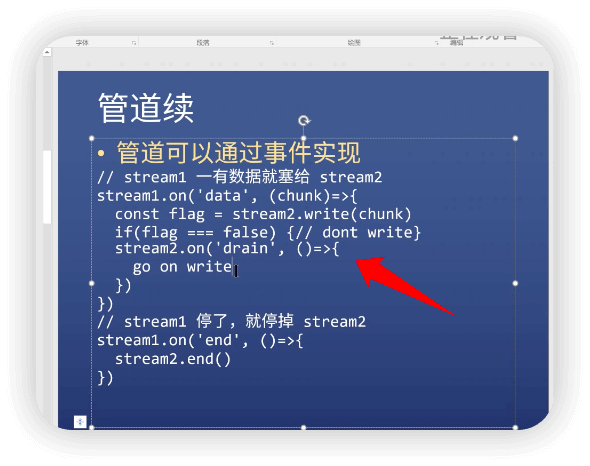 字体
段落
绘图
编辑
管道续
• 管道可以通过事件实现
// stream1 一有数据就塞给 stream2
stream1.on('data', (chunk)=>{
  const flag = stream2.write(chunk)
  if(flag === false) {// dont write}
  stream2.on('drain', ()=>{
    go on write
  })
})
// stream1 停了，就停掉 stream2
stream1.on('end', ()=>{
  stream2.end()
})